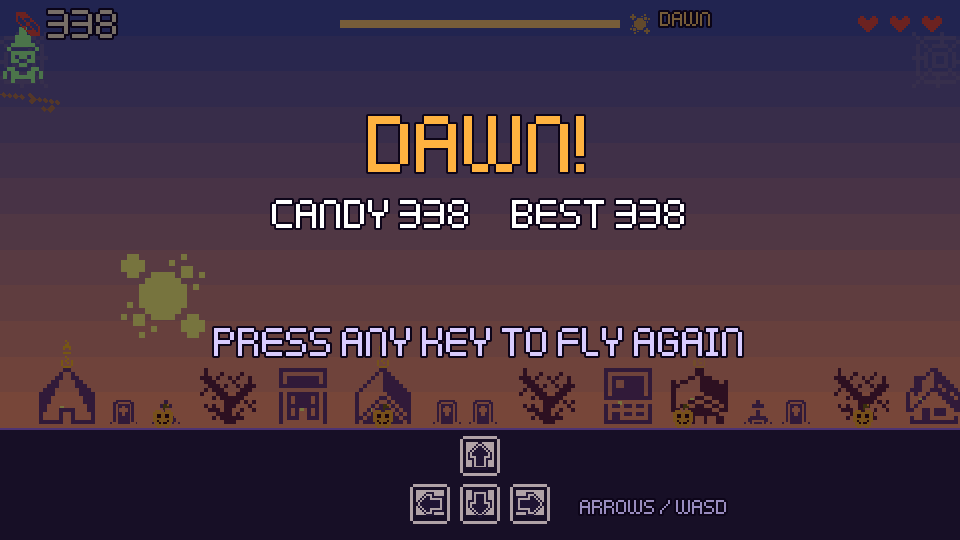 338
DAWN
DAWN!
CANDY 338 BEST 338
PRESS ANY KEY TO FLY AGAIN
ARROWS / WASD